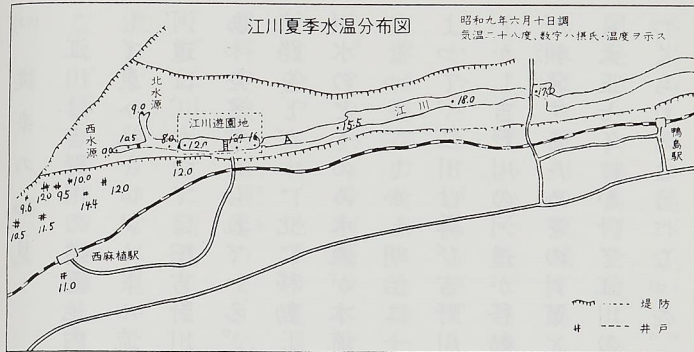 江川夏季水温分布図
昭和九年六月十日調
気温二十八度、数字ハ摂氏・温度ヲ示ス
北水源
9.0
西水源
10.5
8.0
江川遊園地
12.0
A
15.5
江川
18.0
17.0
鴨島駅
12.0
10.0
12.0
9.5
12.0
9.6
14.4
11.5
10.5
西麻植駅
11.0
堤防
井戸